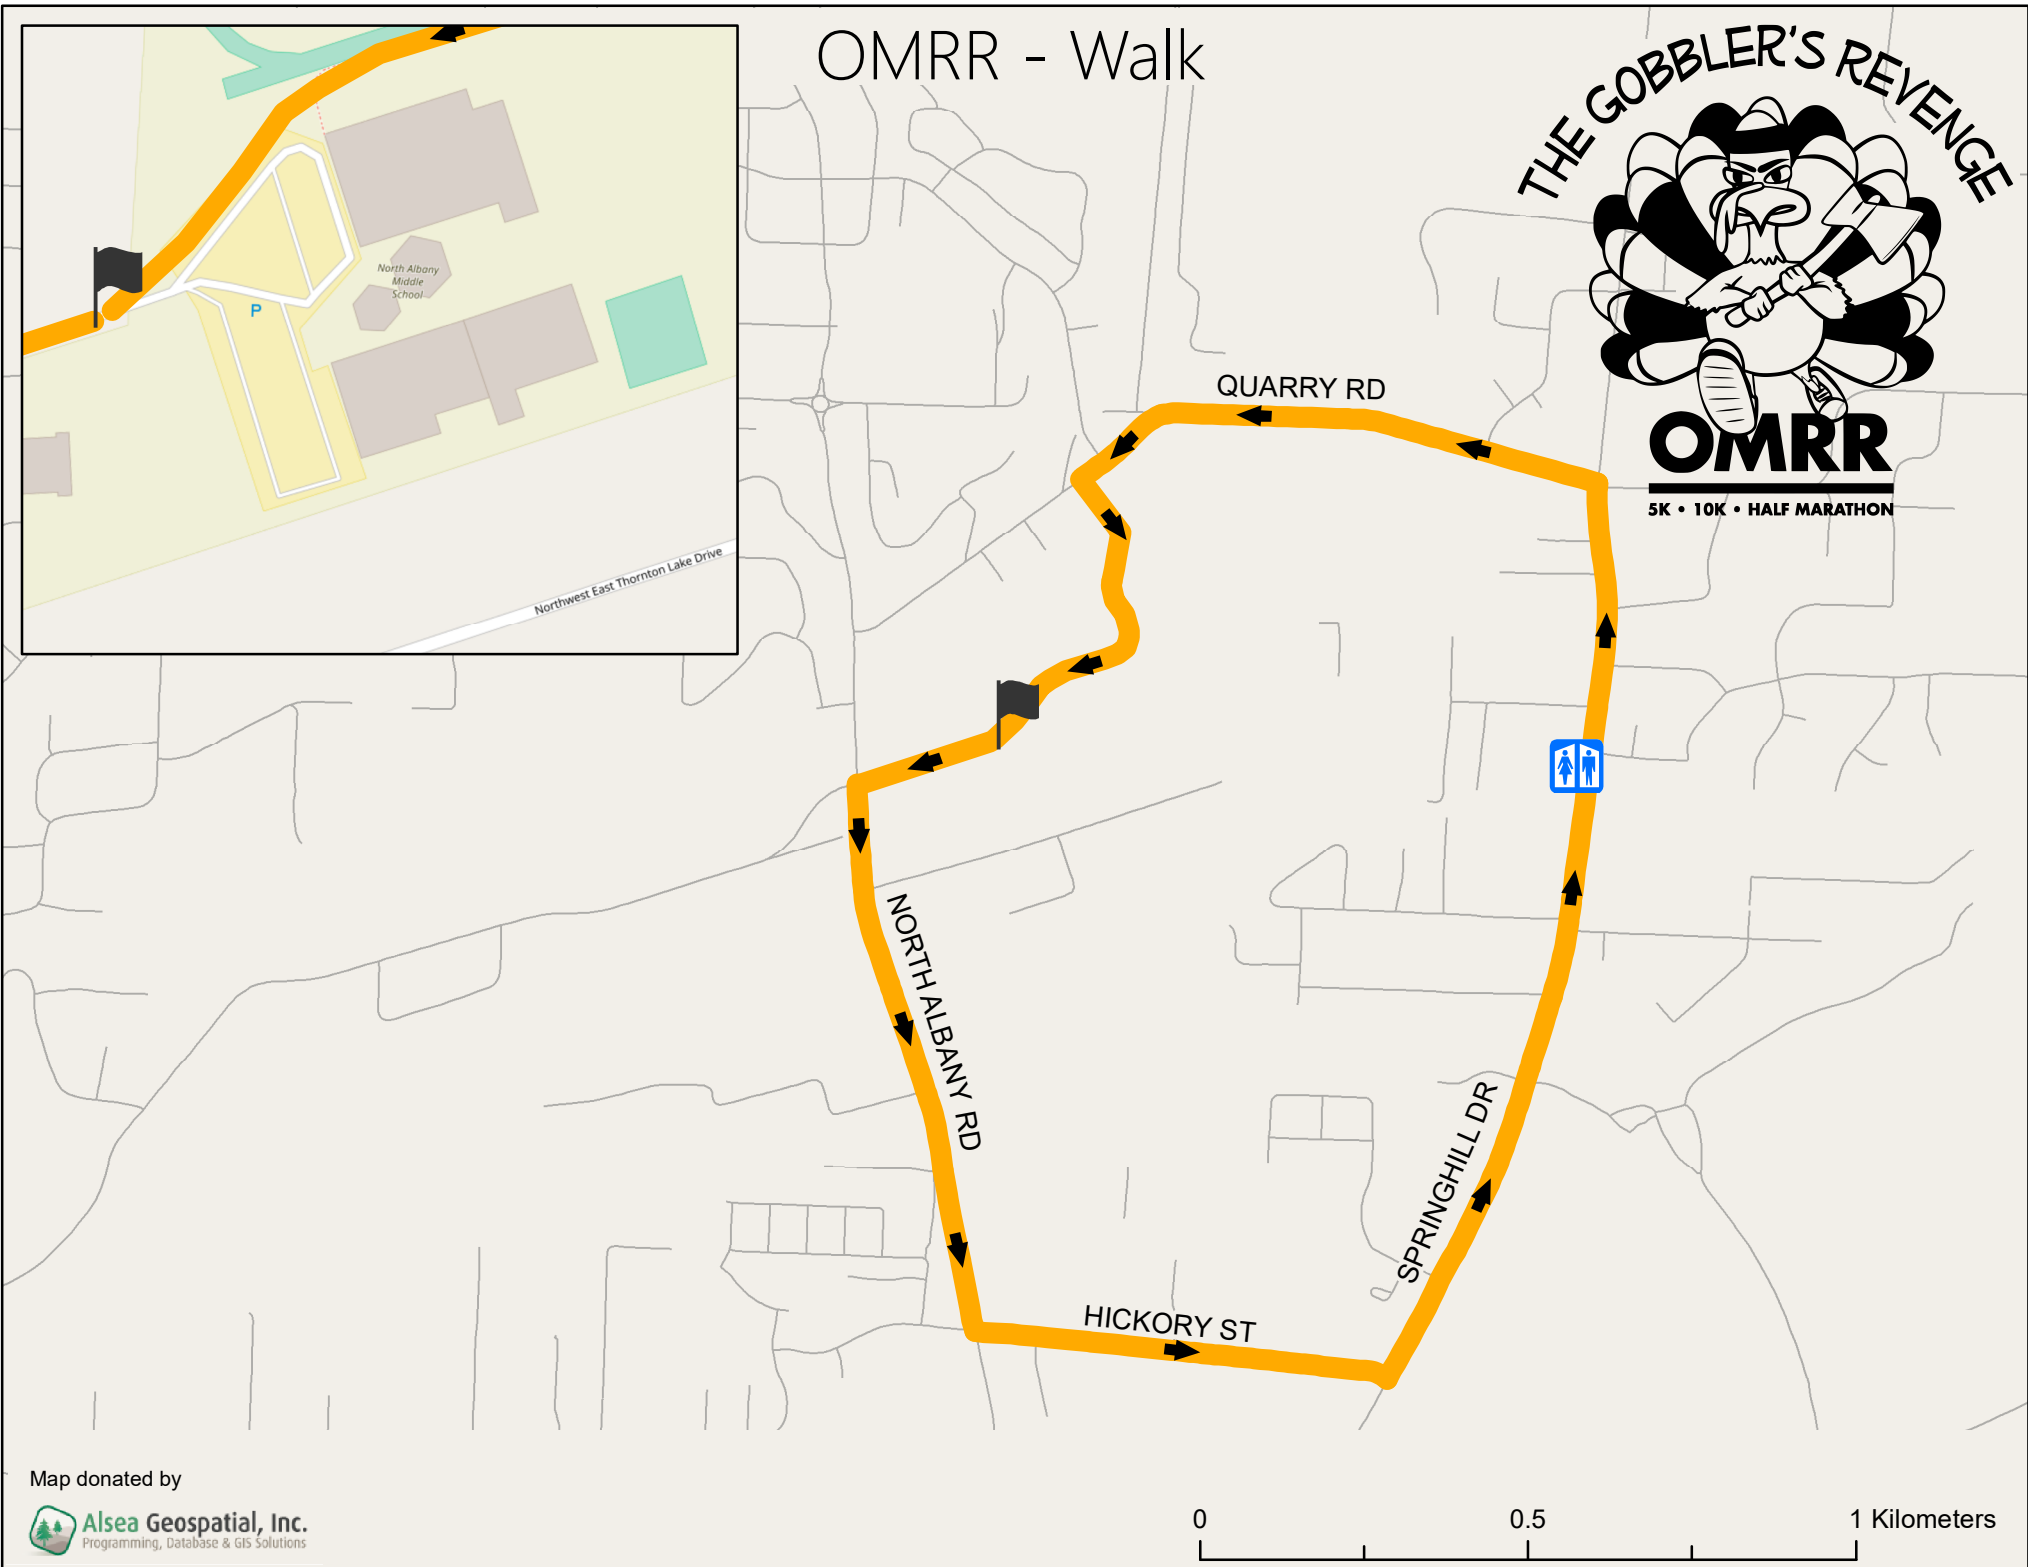 OMRR - Walk
THE GOBBLER'S REVENGE
OMRR
5K • 10K • HALF MARATHON
North Albany
Middle
School
P
Northwest East Thornton Lake Drive
QUARRY RD
NORTH ALBANY RD
SPRINGHILL DR
HICKORY ST
Map donated by
Alsea Geospatial, Inc.
Programming, Database & GIS Solutions
0 0.5 1 Kilometers